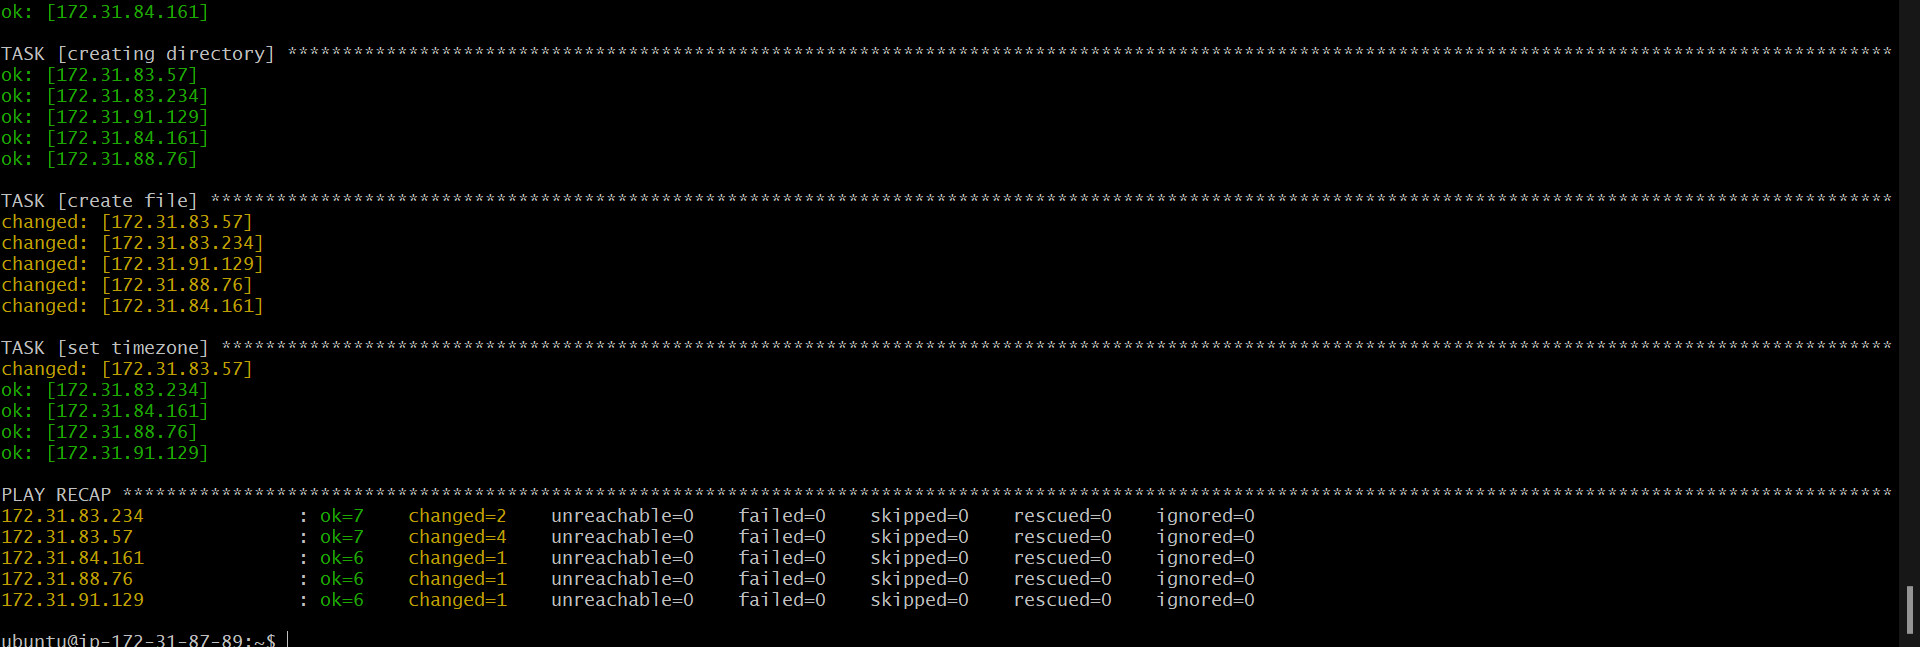 ok: [172.31.84.161]
TASK [creating directory] **************************************************************************************************************************************************
ok: [172.31.83.57]
ok: [172.31.83.234]
ok: [172.31.91.129]
ok: [172.31.84.161]
ok: [172.31.88.76]
TASK [create file] *********************************************************************************************************************************************************
changed: [172.31.83.57]
changed: [172.31.83.234]
changed: [172.31.91.129]
changed: [172.31.88.76]
changed: [172.31.84.161]
TASK [set timezone] ********************************************************************************************************************************************************
changed: [172.31.83.57]
ok: [172.31.83.234]
ok: [172.31.84.161]
ok: [172.31.88.76]
ok: [172.31.91.129]
PLAY RECAP *****************************************************************************************************************************************************************
172.31.83.234 : ok=7 changed=2 unreachable=0 failed=0 skipped=0 rescued=0 ignored=0
172.31.83.57 : ok=7 changed=4 unreachable=0 failed=0 skipped=0 rescued=0 ignored=0
172.31.84.161 : ok=6 changed=1 unreachable=0 failed=0 skipped=0 rescued=0 ignored=0
172.31.88.76 : ok=6 changed=1 unreachable=0 failed=0 skipped=0 rescued=0 ignored=0
172.31.91.129 : ok=6 changed=1 unreachable=0 failed=0 skipped=0 rescued=0 ignored=0
ubuntu@ip-172-31-87-89:~$